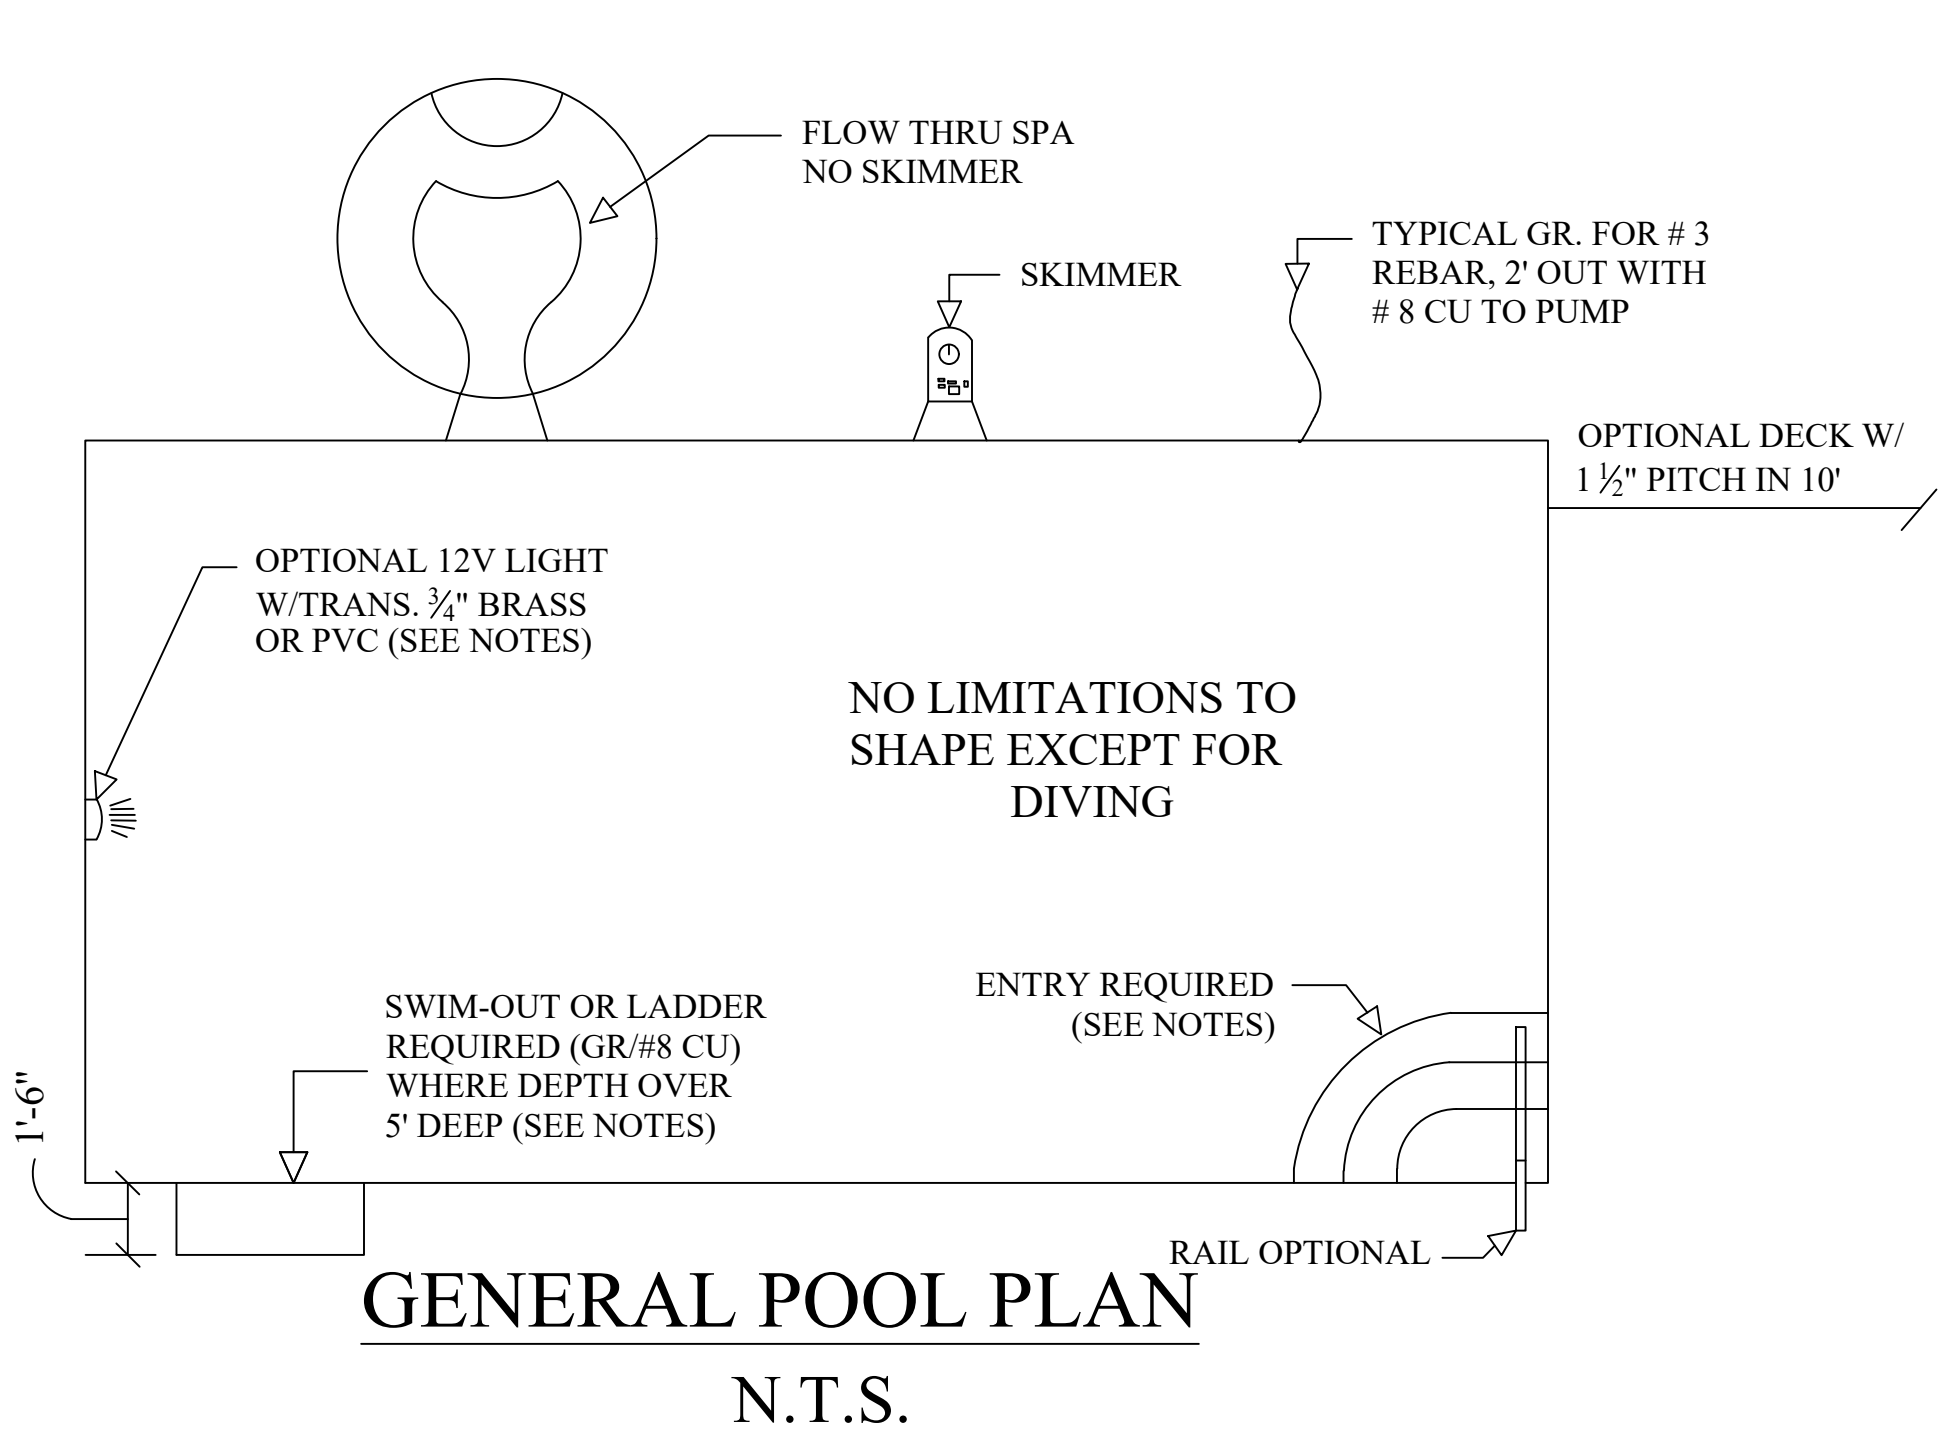 FLOW THRU SPA
NO SKIMMER
SKIMMER
TYPICAL GR. FOR # 3
REBAR, 2' OUT WITH
# 8 CU TO PUMP
OPTIONAL DECK W/
1 ½" PITCH IN 10'
OPTIONAL 12V LIGHT
W/TRANS. ¾" BRASS
OR PVC (SEE NOTES)
NO LIMITATIONS TO
SHAPE EXCEPT FOR
DIVING
SWIM-OUT OR LADDER
REQUIRED (GR/#8 CU)
WHERE DEPTH OVER
5' DEEP (SEE NOTES)
ENTRY REQUIRED
(SEE NOTES)
1'-6"
RAIL OPTIONAL
GENERAL POOL PLAN
N.T.S.